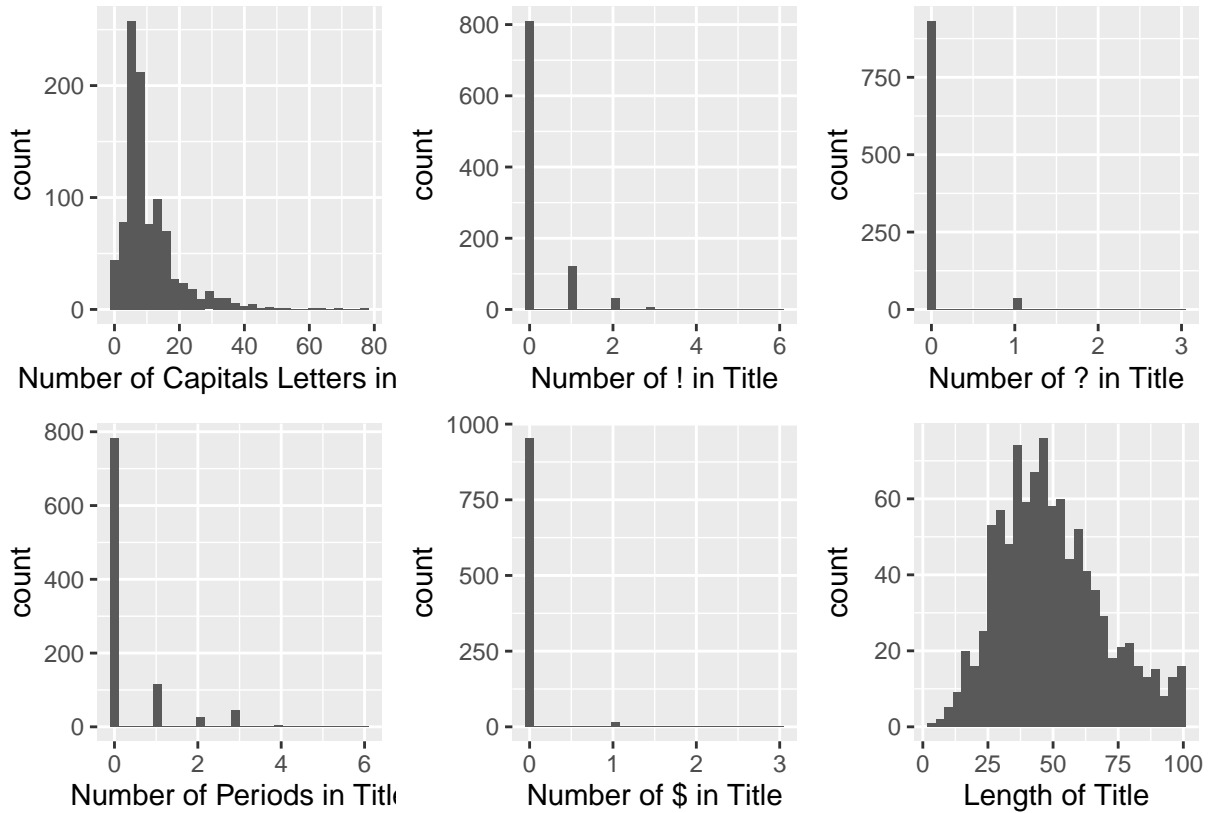 200
100
0
count
0 20 40 60 80
Number of Capitals Letters in
800
600
400
200
0
count
0 2 4 6
Number of ! in Title
750
500
250
0
count
0 1 2 3
Number of ? in Title
800
600
400
200
0
count
0 2 4 6
Number of Periods in Title
1000
750
500
250
0
count
0 1 2 3
Number of $ in Title
60
40
20
0
count
0 25 50 75 100
Length of Title